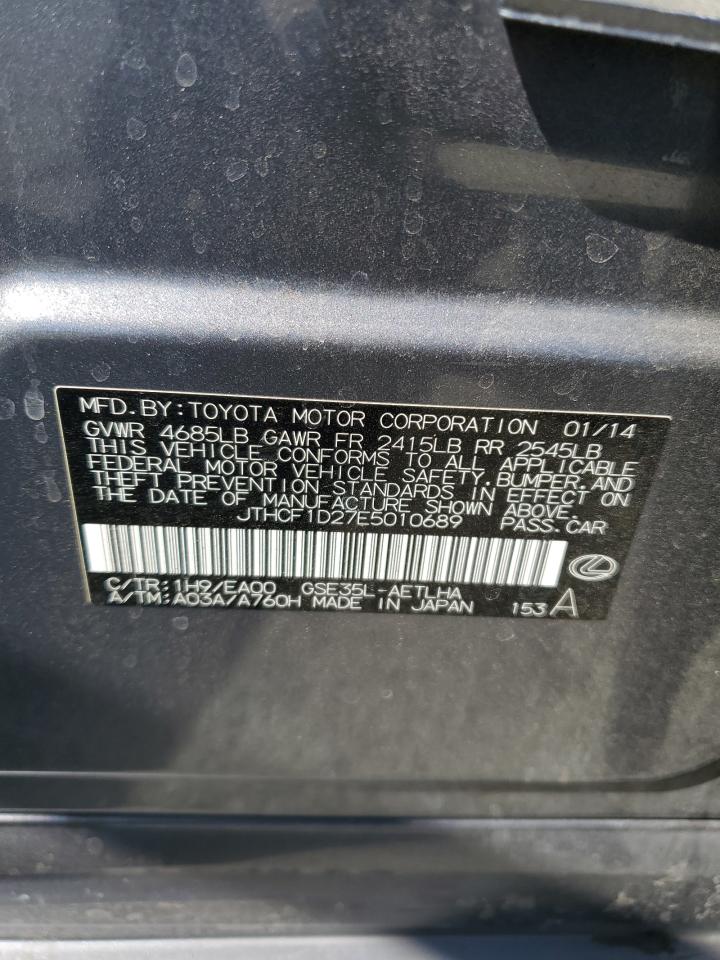 MFD.BY:TOYOTA MOTOR CORPORATION 01/14
GVWR 4685LB GAWR FR 2415LB RR 2545LB
THIS VEHICLE CONFORMS TO ALL APPLICABLE
FEDERAL MOTOR VEHICLE SAFETY,BUMPER,AND
THEFT PREVENTION STANDARDS IN EFFECT ON
THE DATE OF MANUFACTURE SHOWN ABOVE.
JTHCF1D27E5010689 PASS.CAR
C/TR:1H9/EA00 GSE35L-AETLHA
A/TM:A03A/A760H MADE IN JAPAN 153 A